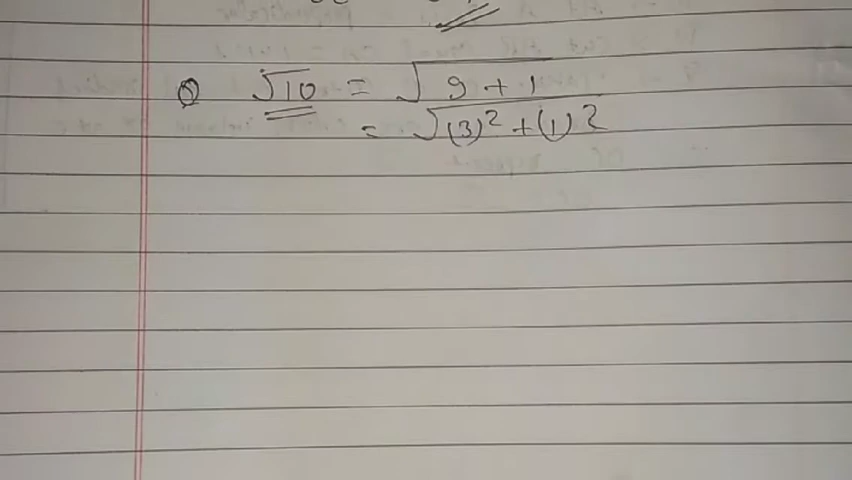 Q √10 = √9 + 1
= √(3)² + (1)²